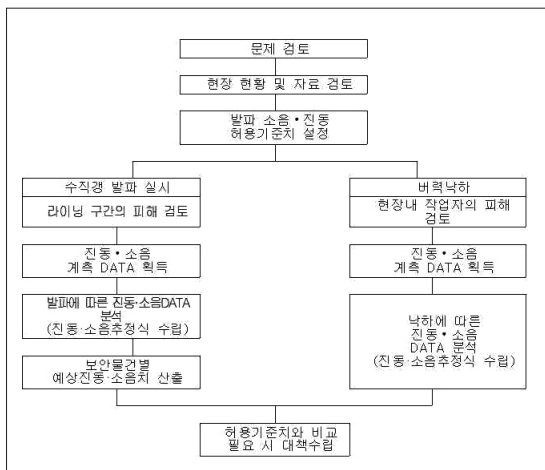 문제 검토
현장 현황 및 자료 검토
발파 소음·진동
허용기준치 설정
수직갱 발파 실시
라이닝 구간의 피해 검토
진동·소음
계측 DATA 획득
발파에 따른 진동·소음DATA
분석
(진동·소음추정식 수립)
보안물건별
예상진동·소음치 산출
버력낙하
현장내 작업자의 피해
검토
진동·소음
계측 DATA 획득
낙하에 따른
진동·소음
DATA 분석
(진동·소음추정식 수립)
허용기준치와 비교
필요 시 대책수립